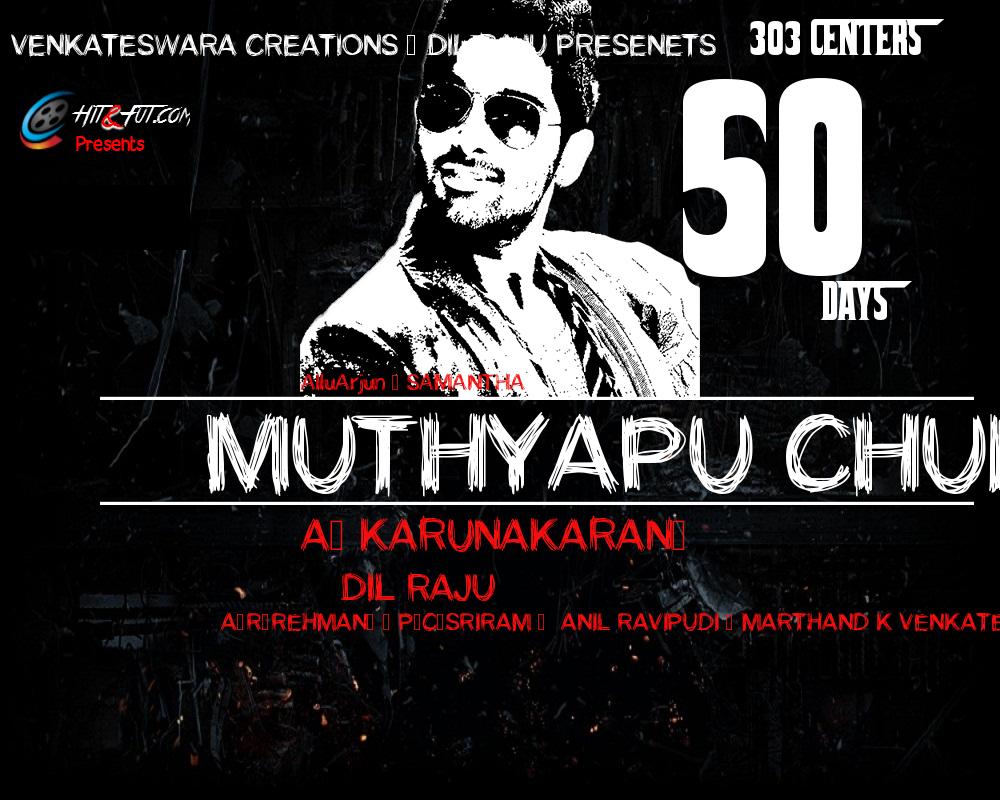 VENKATESWARA CREATIONS DIL RAJU PRESENETS
303 CENTERS
50
HIT&FUT.COM
Presents
DAYS
AlluArjun SAMANTHA
MUTHYAPU CHU
A KARUNAKARAN
DIL RAJU
A R REHMAN P C SRIRAM ANIL RAVIPUDI MARTHAND K VENKATE